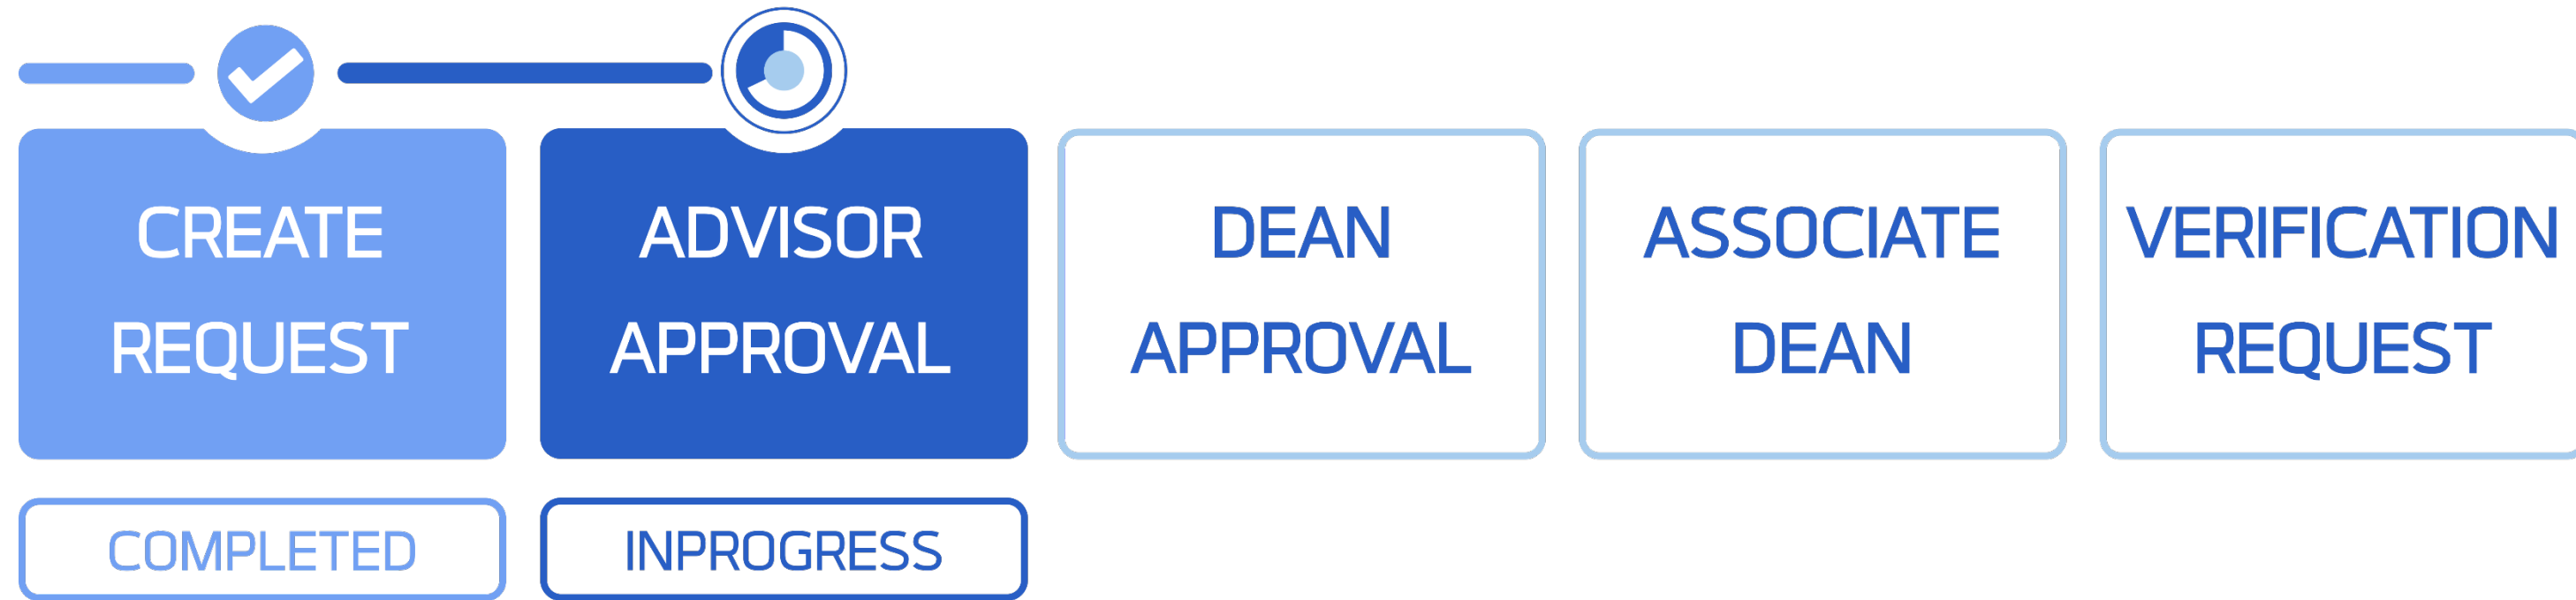 CREATE
REQUEST
ADVISOR
APPROVAL
DEAN
APPROVAL
ASSOCIATE
DEAN
VERIFICATION
REQUEST
COMPLETED
INPROGRESS